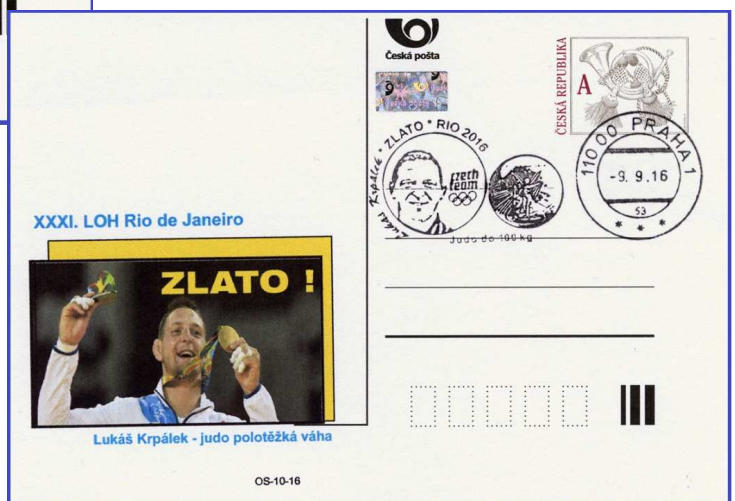 Česká pošta
ČESKÁ REPUBLIKA
A
Lukáš Krpálek * ZLATO * RIO 2016
czech
team
Judo do 100 kg
110 00 PRAHA 1
-9. 9.16
53
XXXI. LOH Rio de Janeiro
ZLATO !
Lukáš Krpálek - judo polotěžká váha
OS-10-16